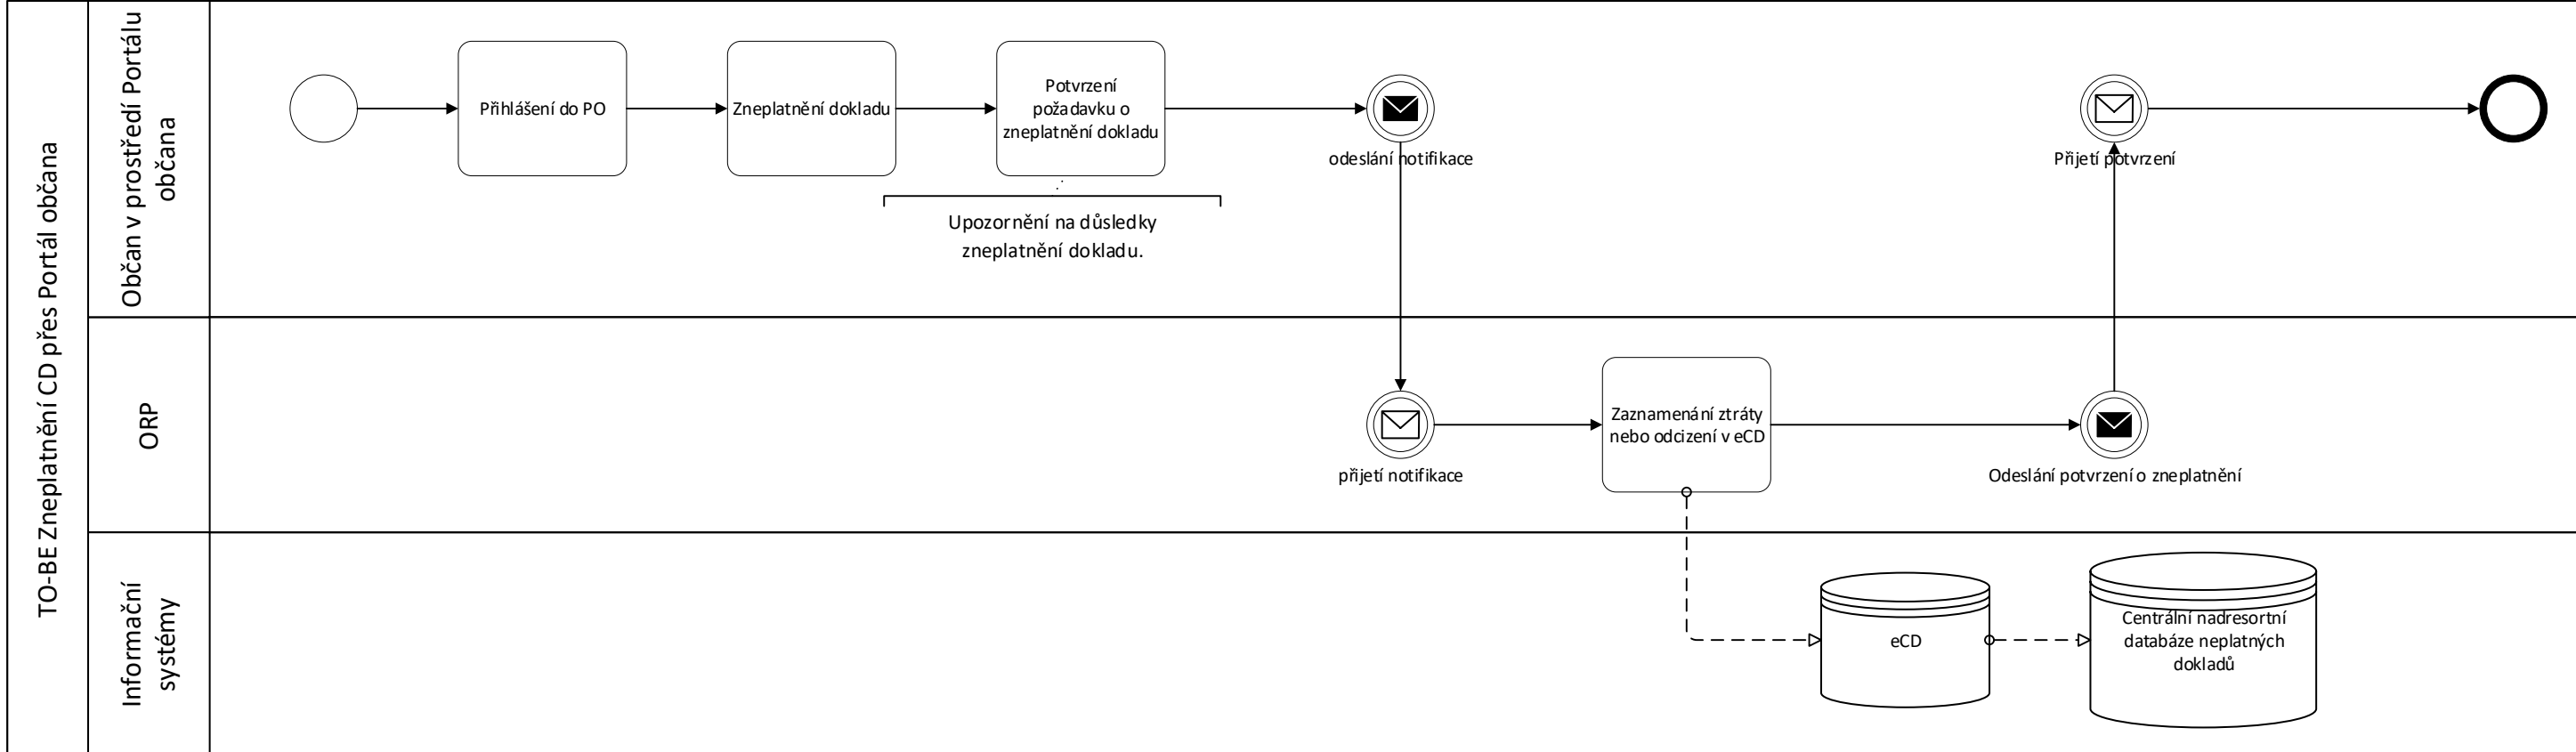 TO-BE Zneplatnění CD přes Portál občana
Občan v prostředí Portálu
občana
Přihlášení do PO
Zneplatnění dokladu
Potvrzení
požadavku o
zneplatnění dokladu
Upozornění na důsledky
zneplatnění dokladu.
odeslání notifikace
Přijetí potvrzení
ORP
přijetí notifikace
Zaznamenání ztráty
nebo odcizení v eCD
Odeslání potvrzení o zneplatnění
Informační
systémy
eCD
Centrální nadresortní
databáze neplatných
dokladů